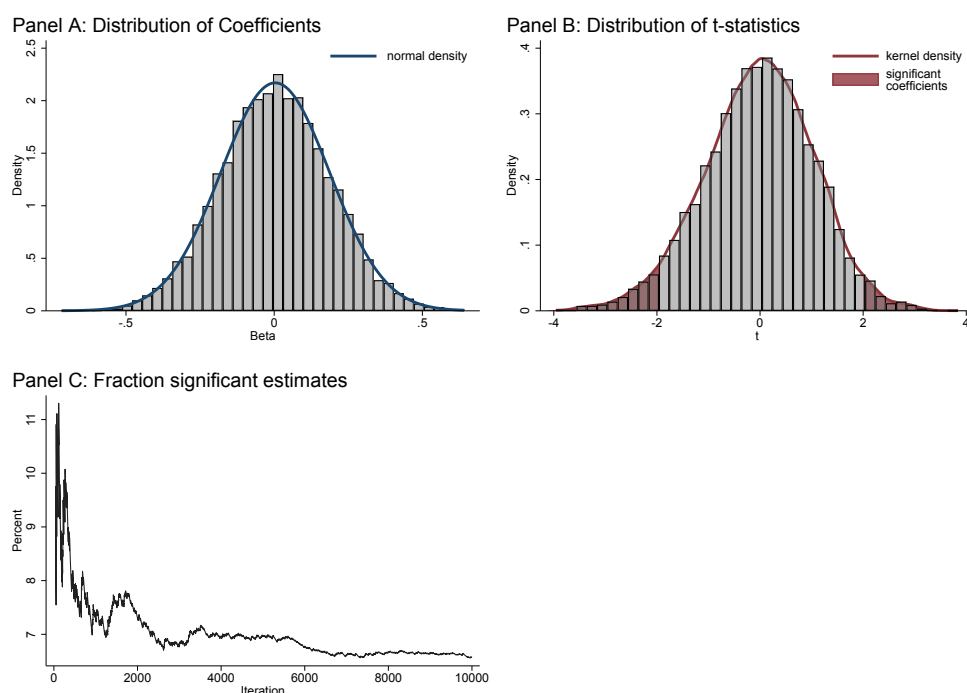 Panel A: Distribution of Coefficients
2.5
2
1.5
1
.5
0
Density
normal density
-.5
0
.5
Beta
Panel B: Distribution of t-statistics
.4
.3
.2
.1
0
Density
kernel density
significant
coefficients
-4
-2
0
2
4
t
Panel C: Fraction significant estimates
11
10
9
8
7
Percent
0
2000
4000
6000
8000
10000
Iteration